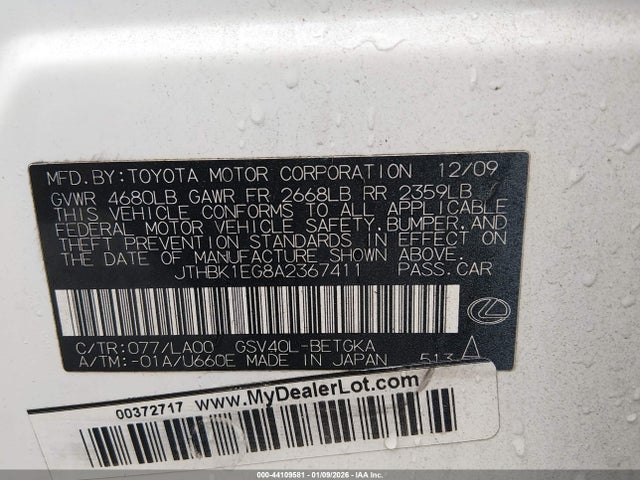 MFD.BY:TOYOTA MOTOR CORPORATION 12/09
GVWR 4680LB GAWR FR 2668LB RR 2359LB
THIS VEHICLE CONFORMS TO ALL APPLICABLE
FEDERAL MOTOR VEHICLE SAFETY,BUMPER,AND
THEFT PREVENTION STANDARDS IN EFFECT ON
THE DATE OF MANUFACTURE SHOWN ABOVE.
JTHBK1EG8A2367411 PASS.CAR
C/TR:077/LA00 GSV40L-BETGKA
A/TM:-01A/U660E MADE IN JAPAN 513 A
00372717 www.MyDealerLot.com
000-44109581 - 01/09/2026 - IAA Inc.